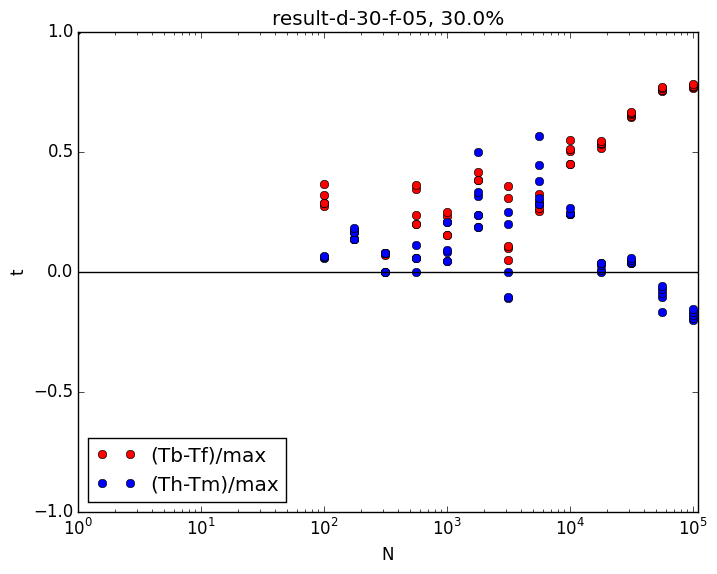 result-d-30-f-05, 30.0%
1.0
0.5
0.0
−0.5
−1.0
t
(Tb-Tf)/max
(Th-Tm)/max
10^0
10^1
10^2
10^3
10^4
10^5
N